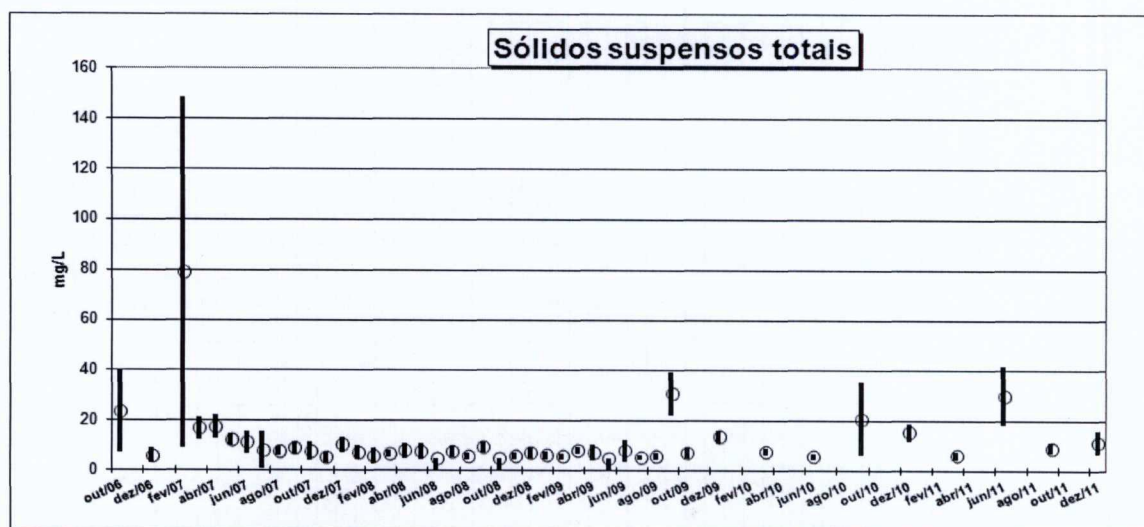 Sólidos suspensos totais
160
140
120
100
80
60
40
20
0
mg/L
out/06
dez/06
fev/07
abr/07
jun/07
ago/07
out/07
dez/07
fev/08
abr/08
jun/08
ago/08
out/08
dez/08
fev/09
abr/09
jun/09
ago/09
out/09
dez/09
fev/10
abr/10
jun/10
ago/10
out/10
dez/10
fev/11
abr/11
jun/11
ago/11
out/11
dez/11